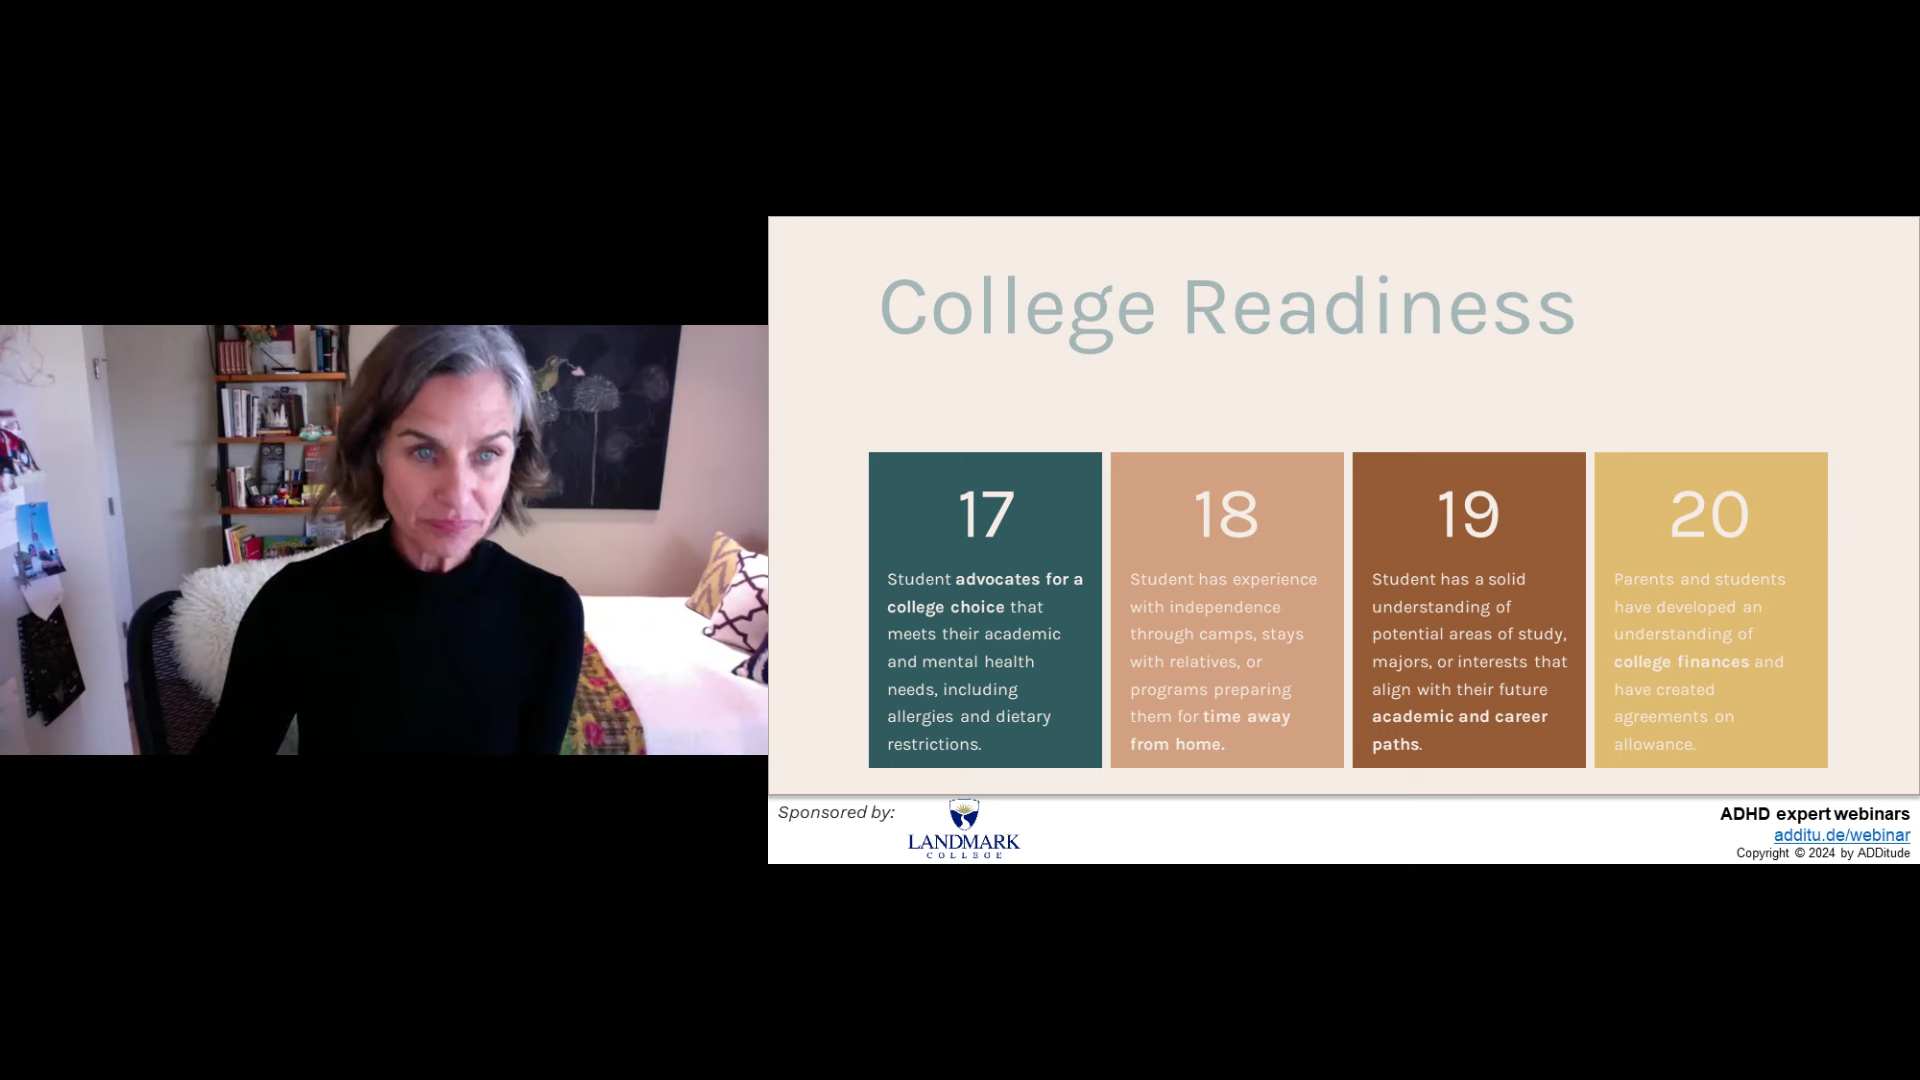 College Readiness
17
Student advocates for a
college choice that
meets their academic
and mental health
needs, including
allergies and dietary
restrictions.
18
Student has experience
with independence
through camps, stays
with relatives, or
programs preparing
them for time away
from home.
19
Student has a solid
understanding of
potential areas of study,
majors, or interests that
align with their future
academic and career
paths.
20
Parents and students
have developed an
understanding of
college finances and
have created
agreements on
allowance.
Sponsored by:
LANDMARK
COLLEGE
ADHD expert webinars
additu.de/webinar
Copyright © 2024 by ADDitude